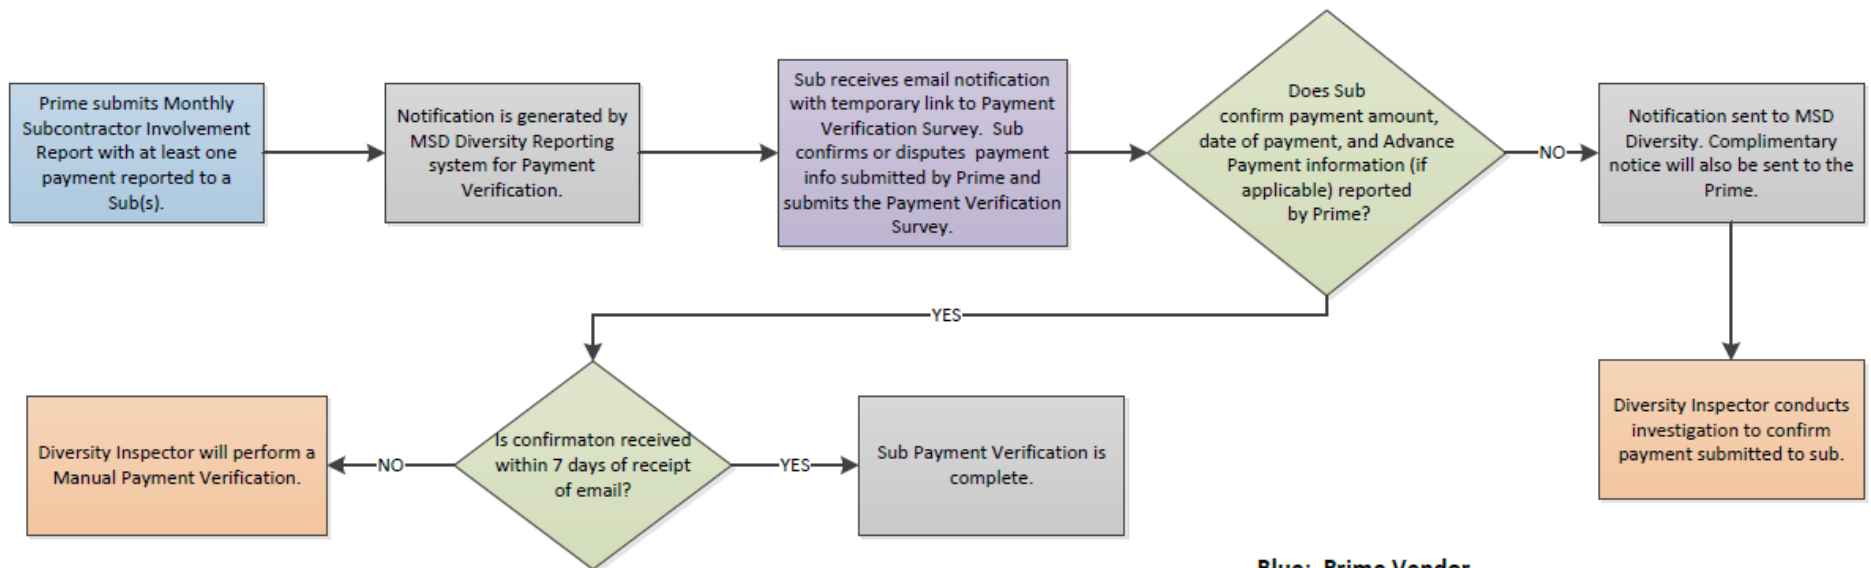 Prime submits Monthly
Subcontractor Involvement
Report with at least one
payment reported to a
Sub(s).
Notification is generated by
MSD Diversity Reporting
system for Payment
Verification.
Sub receives email notification
with temporary link to Payment
Verification Survey.  Sub
confirms or disputes  payment
info submitted by Prime and
submits the Payment Verification
Survey.
Does Sub
confirm payment amount,
date of payment, and Advance
Payment information (if
applicable) reported
by Prime?
NO
Notification sent to MSD
Diversity. Complimentary
notice will also be sent to the
Prime.
YES
Diversity Inspector conducts
investigation to confirm
payment submitted to sub.
Is confirmaton received
within 7 days of receipt
of email?
NO
Diversity Inspector will perform a
Manual Payment Verification.
YES
Sub Payment Verification is
complete.
Blue:  Prime Vendor